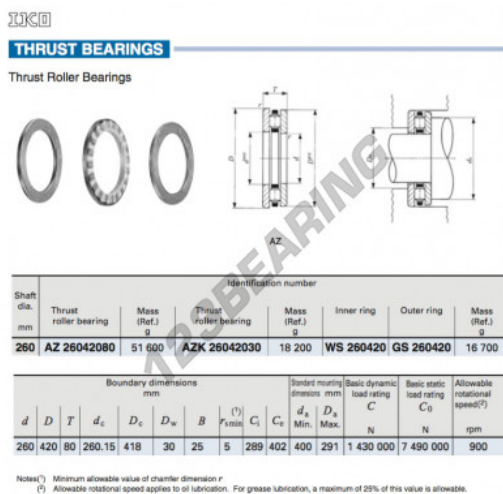 IKO
THRUST BEARINGS
Thrust Roller Bearings
T
r
r
D
d
AZ
123BEARING
Identification number
Shaft dia. mm | Thrust roller bearing | Mass (Ref.) g | Thrust roller bearing | Mass (Ref.) g | Inner ring | Outer ring | Mass (Ref.) g
260 | AZ 26042080 | 51 600 | AZK 26042030 | 18 200 | WS 260420 | GS 260420 | 16 700
Boundary dimensions mm | Standard mounting dimensions mm | Basic dynamic load rating C N | Basic static load rating C0 N | Allowable rotational speed(2) rpm
d | D | T | dc | Dc | Dw | B | (1) rsmin | Ci | Ce | da Min. | Da Max.
260 | 420 | 80 | 260.15 | 418 | 30 | 25 | 5 | 289 | 402 | 400 | 291 | 1 430 000 | 7 490 000 | 900
Notes(1) Minimum allowable value of chamfer dimension r
(2) Allowable rotational speed applies to oil lubrication. For grease lubrication, a maximum of 25% of this value is allowable.